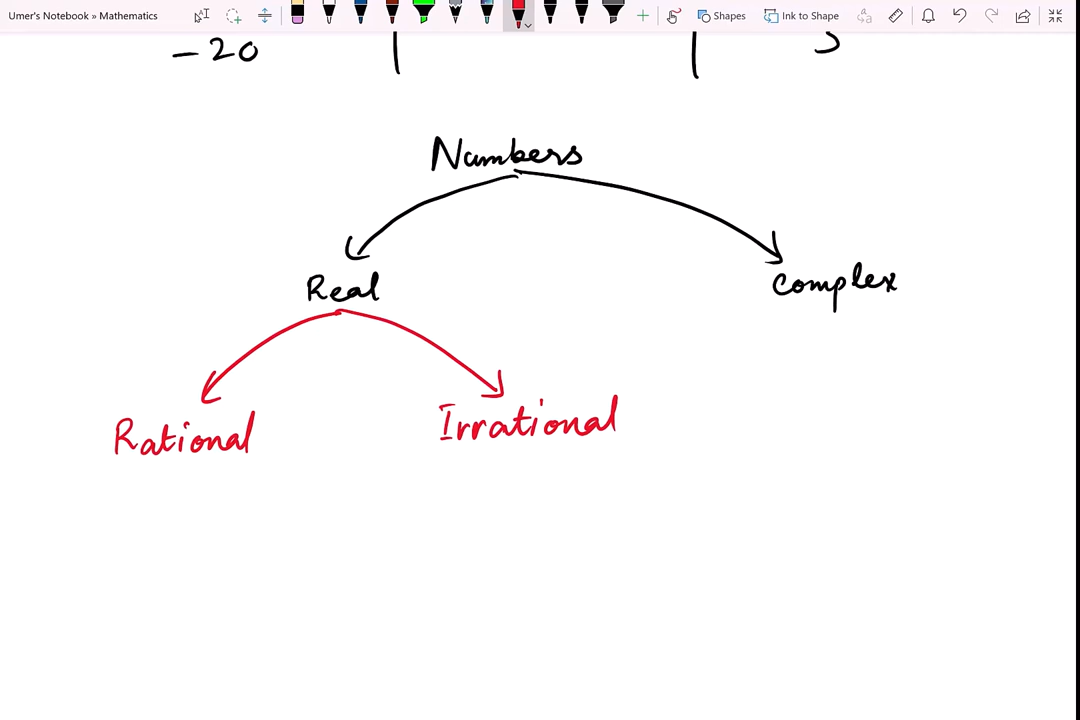 Umer's Notebook » Mathematics
Shapes
Ink to Shape
-20
Numbers
Real
Complex
Rational
Irrational